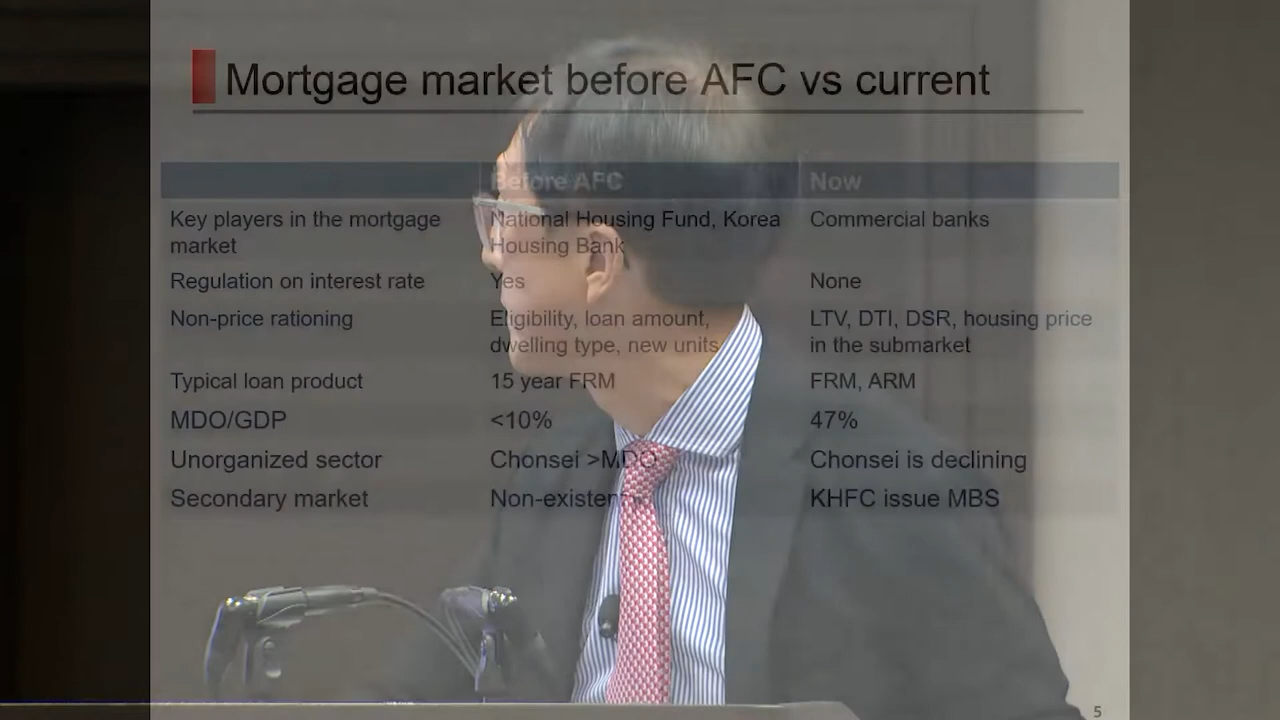 Mortgage market before AFC vs current
Before AFC Now
Key players in the mortgage National Housing Fund, Korea Commercial banks
market Housing Bank
Regulation on interest rate Yes None
Non-price rationing Eligibility, loan amount, LTV, DTI, DSR, housing price
dwelling type, new units in the submarket
Typical loan product 15 year FRM FRM, ARM
MDO/GDP <10% 47%
Unorganized sector Chonsei >MDO Chonsei is declining
Secondary market Non-existent KHFC issue MBS
5